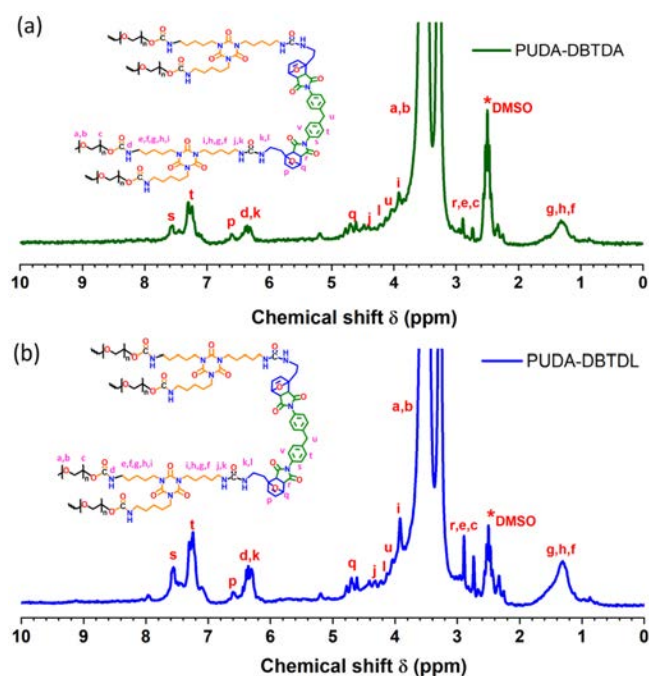 (a)
PUDA-DBTDA
a,b
c
d
e,f,g,h,i
i,h,g,f
j,k
k,l
p
q
r
s
t
u
v
s
t
p
d,k
q
j
l
u
i
a,b
r,e,c
*DMSO
g,h,f
10 9 8 7 6 5 4 3 2 1 0
Chemical shift δ (ppm)
(b)
PUDA-DBTDL
a,b
c
d
e,f,g,h,i
i,h,g,f
j,k
k,l
p
q
r
s
t
u
v
s
t
p
d,k
q
j
l
u
i
a,b
r,e,c
*DMSO
g,h,f
10 9 8 7 6 5 4 3 2 1 0
Chemical shift δ (ppm)